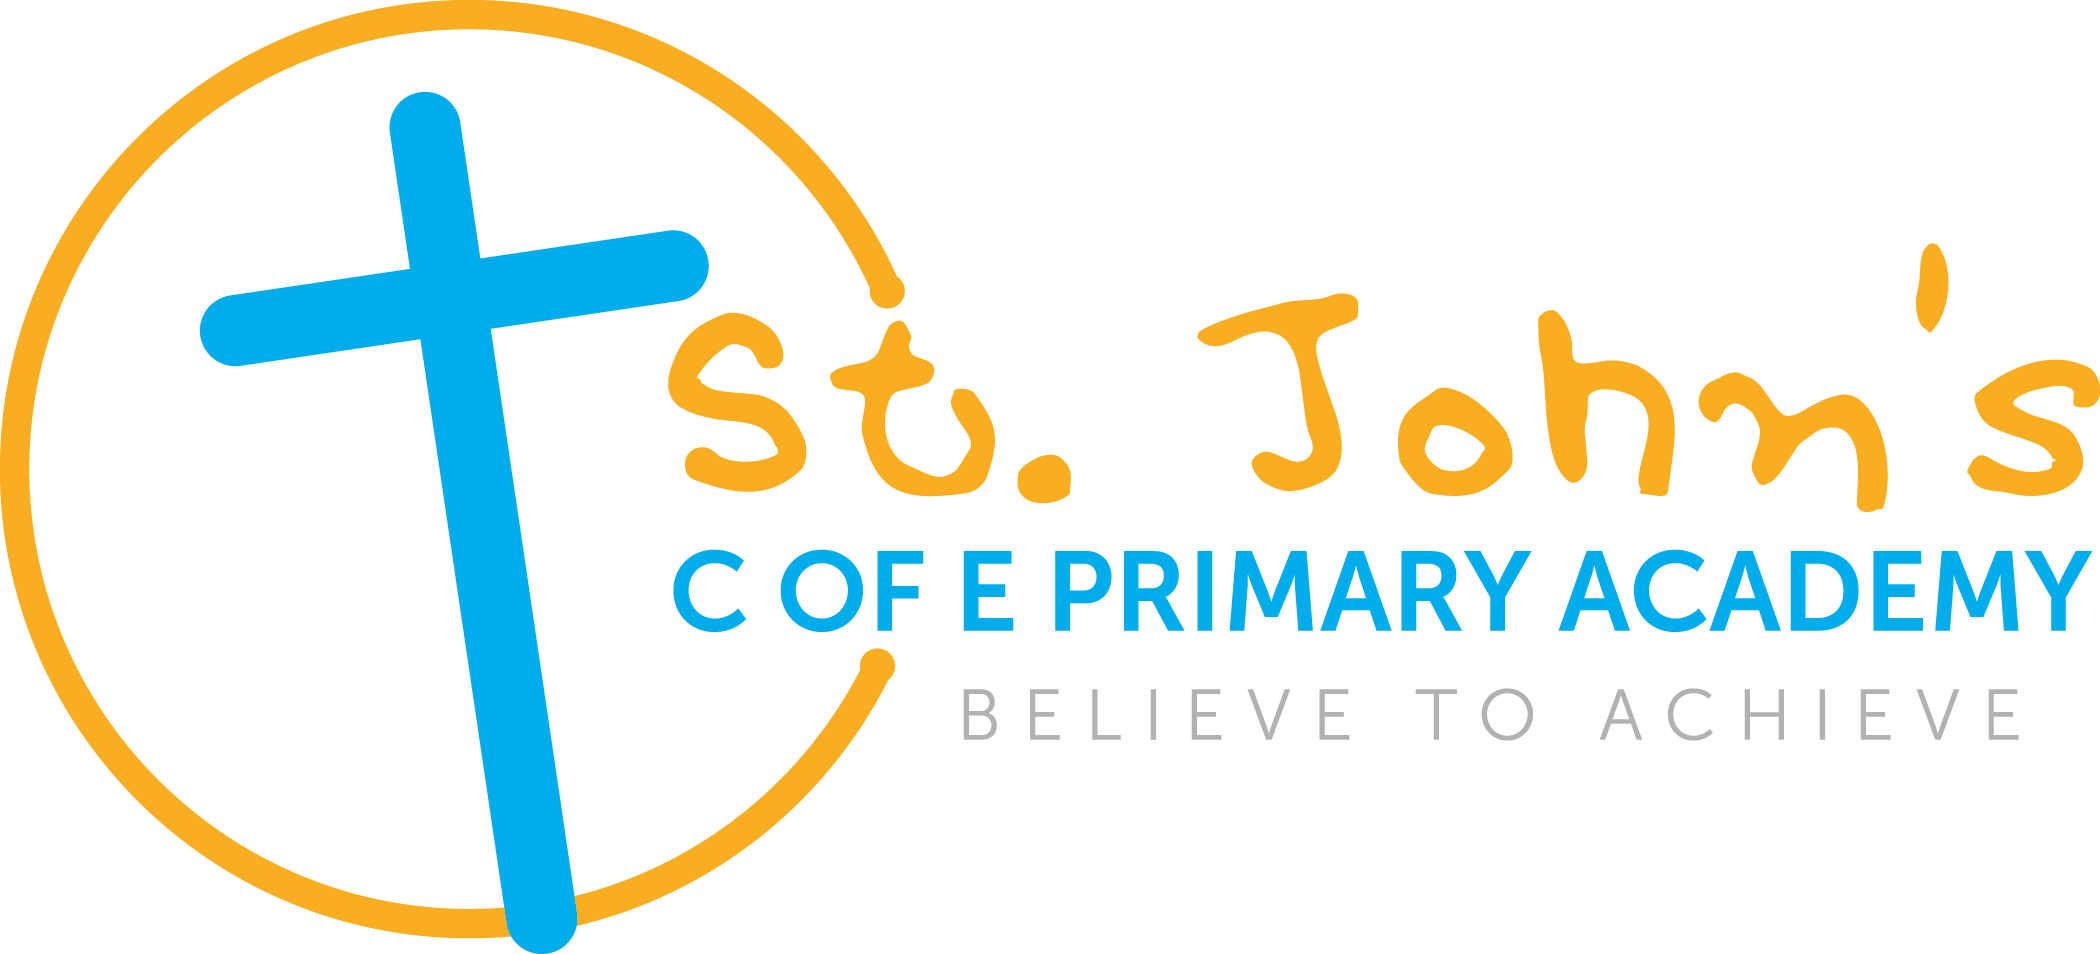 St. John's
C OF E PRIMARY ACADEMY
BELIEVE TO ACHIEVE